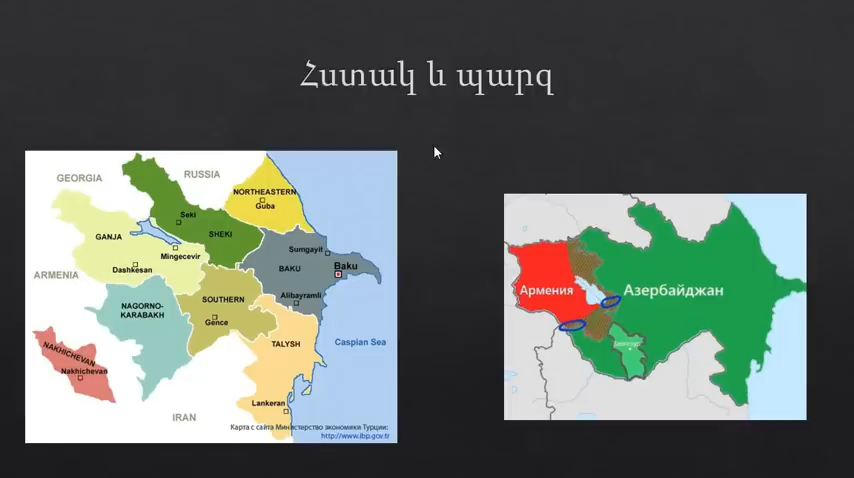 Հստակ և պարզ
GEORGIA
RUSSIA
NORTHEASTERN
Guba
Seki
SHEKI
GANJA
Mingecevir
Dashkesan
ARMENIA
Sumgayit
BAKU
Baku
Alibayramli
SOUTHERN
Gence
NAGORNO-
KARABAKH
TALYSH
Caspian Sea
NAKHICHEVAN
Nakhichevan
Lankeran
IRAN
Карта с сайта Министерство экономики Турции:
http://www.ibp.gov.tr
Армения
Азербайджан